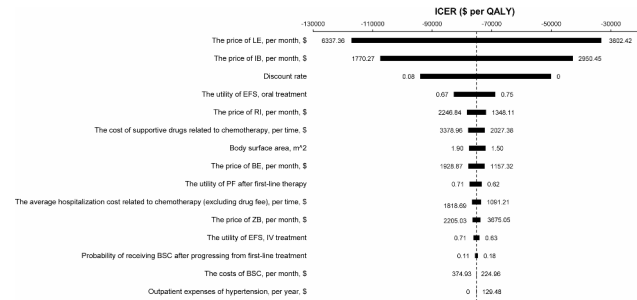 ICER ($ per QALY)
-130000 -110000 -90000 -70000 -50000 -30000
The price of LE, per month, $ 6337.36 3802.42
The price of IB, per month, $ 1770.27 2950.45
Discount rate 0.08 0
The utility of EFS, oral treatment 0.67 0.75
The price of RI, per month, $ 2246.84 1348.11
The cost of supportive drugs related to chemotherapy, per time. $ 3378.96 2027.38
Body surface area, m^2 1.90 1.50
The price of BE, per month, $ 1928.87 1157.32
The utility of PF after first-line therapy 0.71 0.62
The average hospitalization cost related to chemotherapy (excluding drug fee), per time, $ 1818.69 1091.21
The price of ZB, per month, $ 2205.03 3675.05
The utility of EFS, IV treatment 0.71 0.63
Probability of receiving BSC after progressing from first-line treatment 0.11 0.18
The costs of BSC, per month, $ 374.93 224.96
Outpatient expenses of hypertension, per year, $ 0 129.48